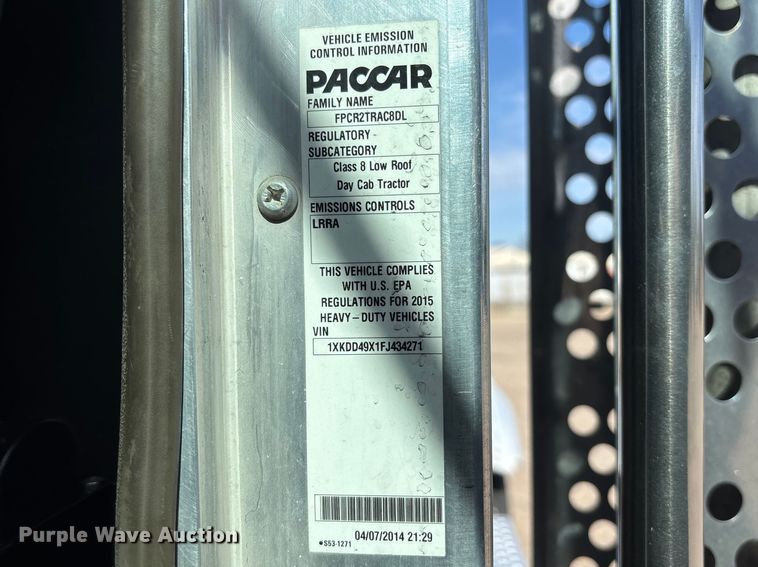 VEHICLE EMISSION
CONTROL INFORMATION
PACCAR
FAMILY NAME
FPCR2TRAC8DL
REGULATORY-
SUBCATEGORY
Class 8 Low Roof
Day Cab Tractor
EMISSIONS CONTROLS
LRRA
THIS VEHICLE COMPLIES
WITH U.S. EPA
REGULATIONS FOR 2015
HEAVY-DUTY VEHICLES
VIN
1XKDD49X1FJ434271
S53-1271
04/07/2014 21:29
Purple Wave Auction